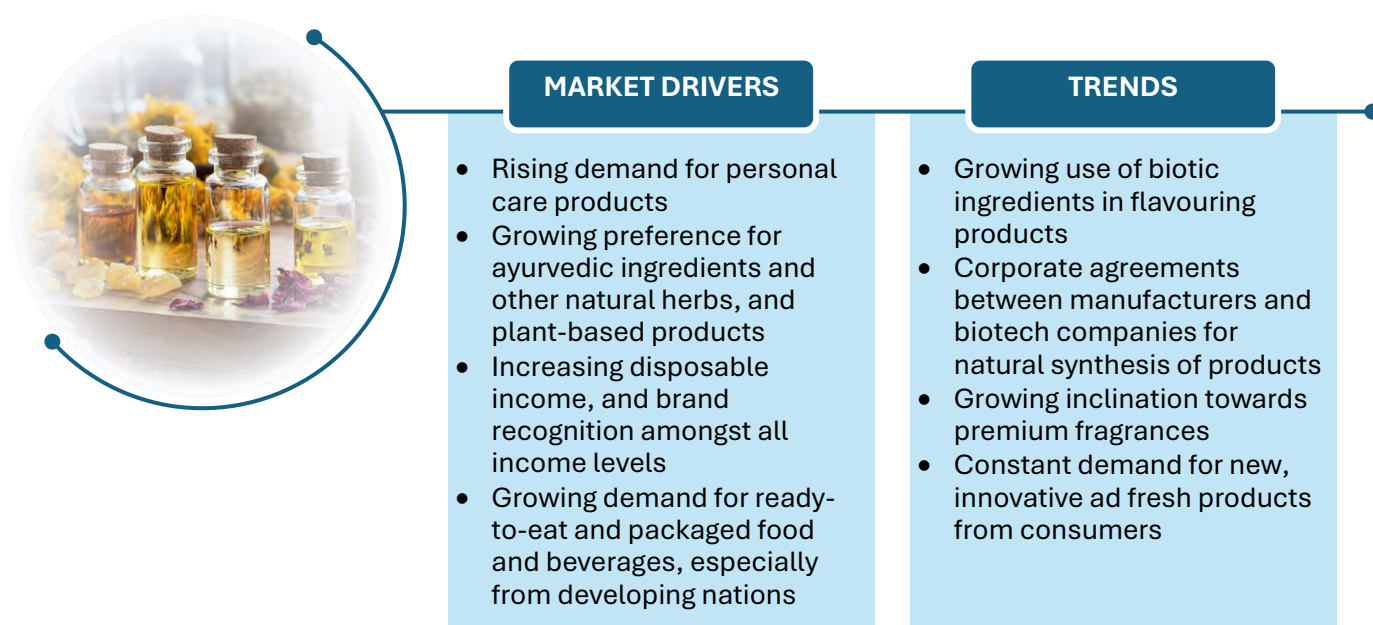 MARKET DRIVERS
• Rising demand for personal
care products
• Growing preference for
ayurvedic ingredients and
other natural herbs, and
plant-based products
• Increasing disposable
income, and brand
recognition amongst all
income levels
• Growing demand for ready-
to-eat and packaged food
and beverages, especially
from developing nations
TRENDS
• Growing use of biotic
ingredients in flavouring
products
• Corporate agreements
between manufacturers and
biotech companies for
natural synthesis of products
• Growing inclination towards
premium fragrances
• Constant demand for new,
innovative ad fresh products
from consumers